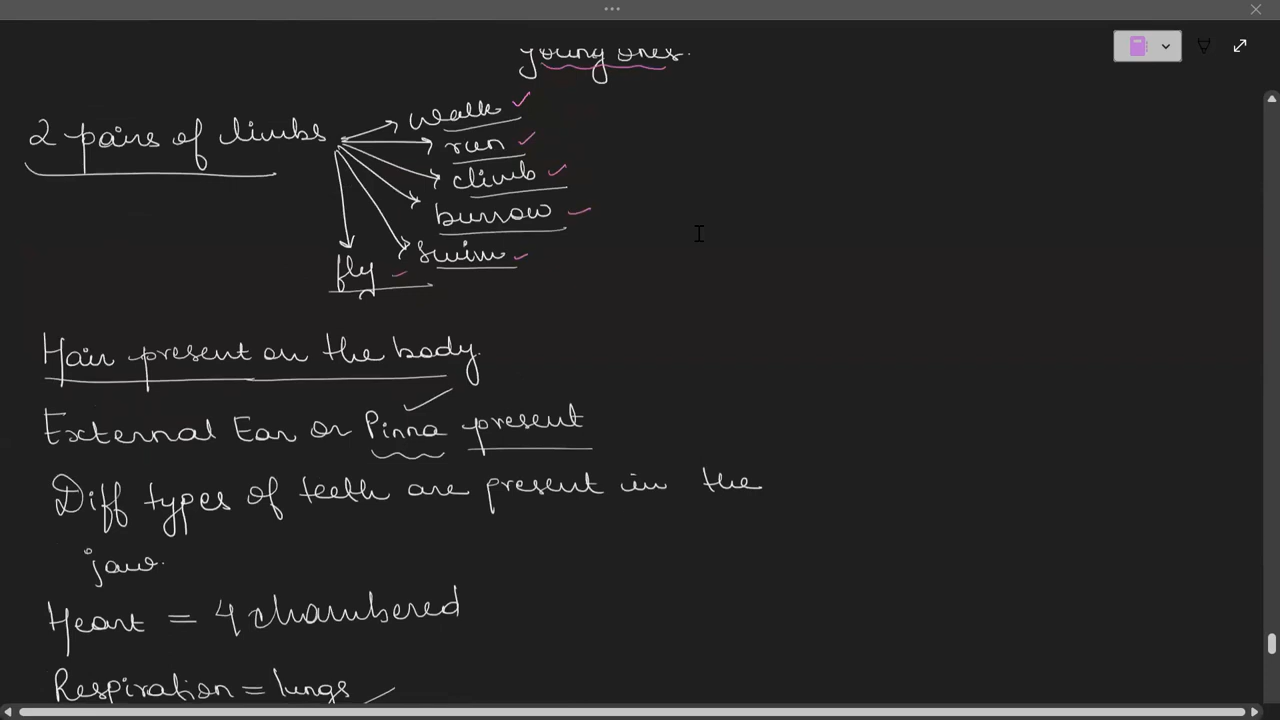 young ones.
2 pairs of limbs
walk
run
climb
burrow
swim
fly
Hair present on the body.
External Ear or Pinna present
Diff types of teeth are present in the
jaw.
Heart = 4 chambered
Respiration = lungs